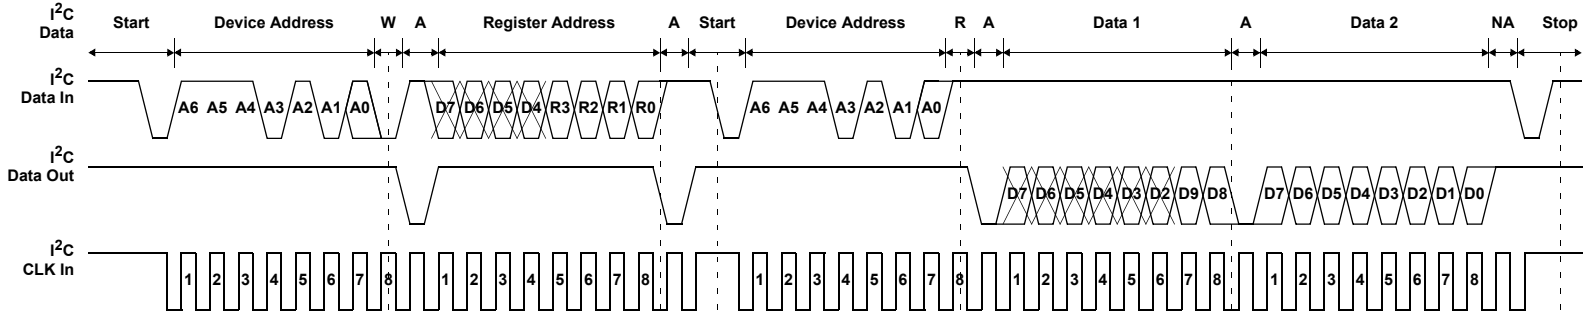 I²C
Data
Start Device Address W A Register Address A Start Device Address R A Data 1 A Data 2 NA Stop
I²C
Data In
A6 A5 A4 A3 A2 A1 A0 D7 D6 D5 D4 R3 R2 R1 R0 A6 A5 A4 A3 A2 A1 A0
I²C
Data Out
D7 D6 D5 D4 D3 D2 D9 D8 D7 D6 D5 D4 D3 D2 D1 D0
I²C
CLK In
1 2 3 4 5 6 7 8 1 2 3 4 5 6 7 8 1 2 3 4 5 6 7 8 1 2 3 4 5 6 7 8 1 2 3 4 5 6 7 8